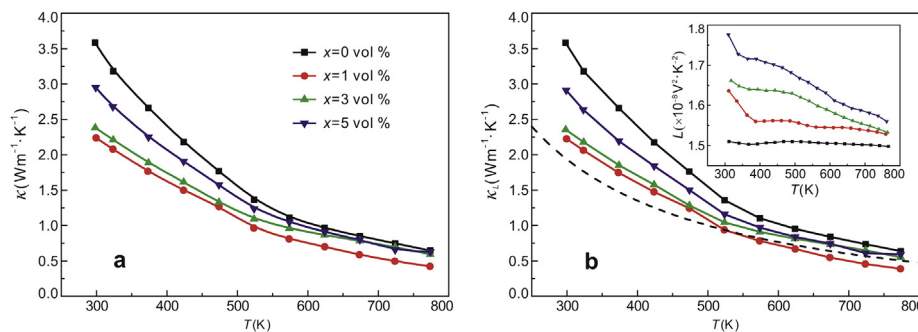 κ(Wm⁻¹·K⁻¹)
4.0
3.5
3.0
2.5
2.0
1.5
1.0
0.5
0.0
x=0 vol %
x=1 vol %
x=3 vol %
x=5 vol %
a
300 400 500 600 700 800
T(K)
κL(Wm⁻¹·K⁻¹)
4.0
3.5
3.0
2.5
2.0
1.5
1.0
0.5
0.0
b
300 400 500 600 700 800
T(K)
L(×10⁻⁸V²·K⁻²)
1.8
1.7
1.6
1.5
300 400 500 600 700 800
T(K)